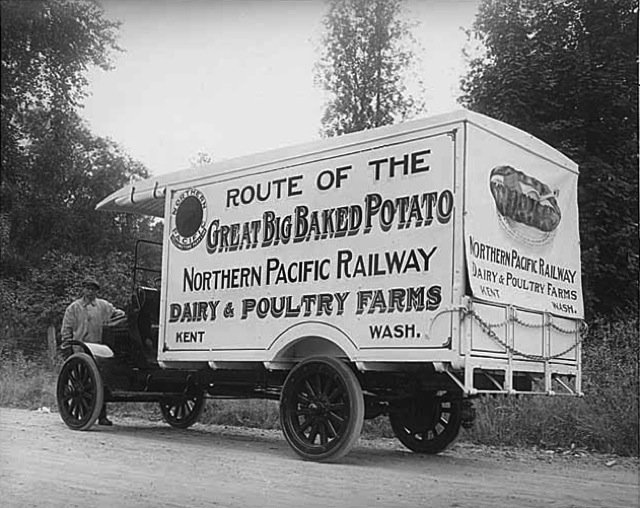 ROUTE OF THE
GREAT BIG BAKED POTATO
NORTHERN PACIFIC RAILWAY
DAIRY & POULTRY FARMS
KENT WASH.
NORTHERN
PACIFIC
NORTHERN PACIFIC RAILWAY
DAIRY & POULTRY FARMS
KENT WASH.